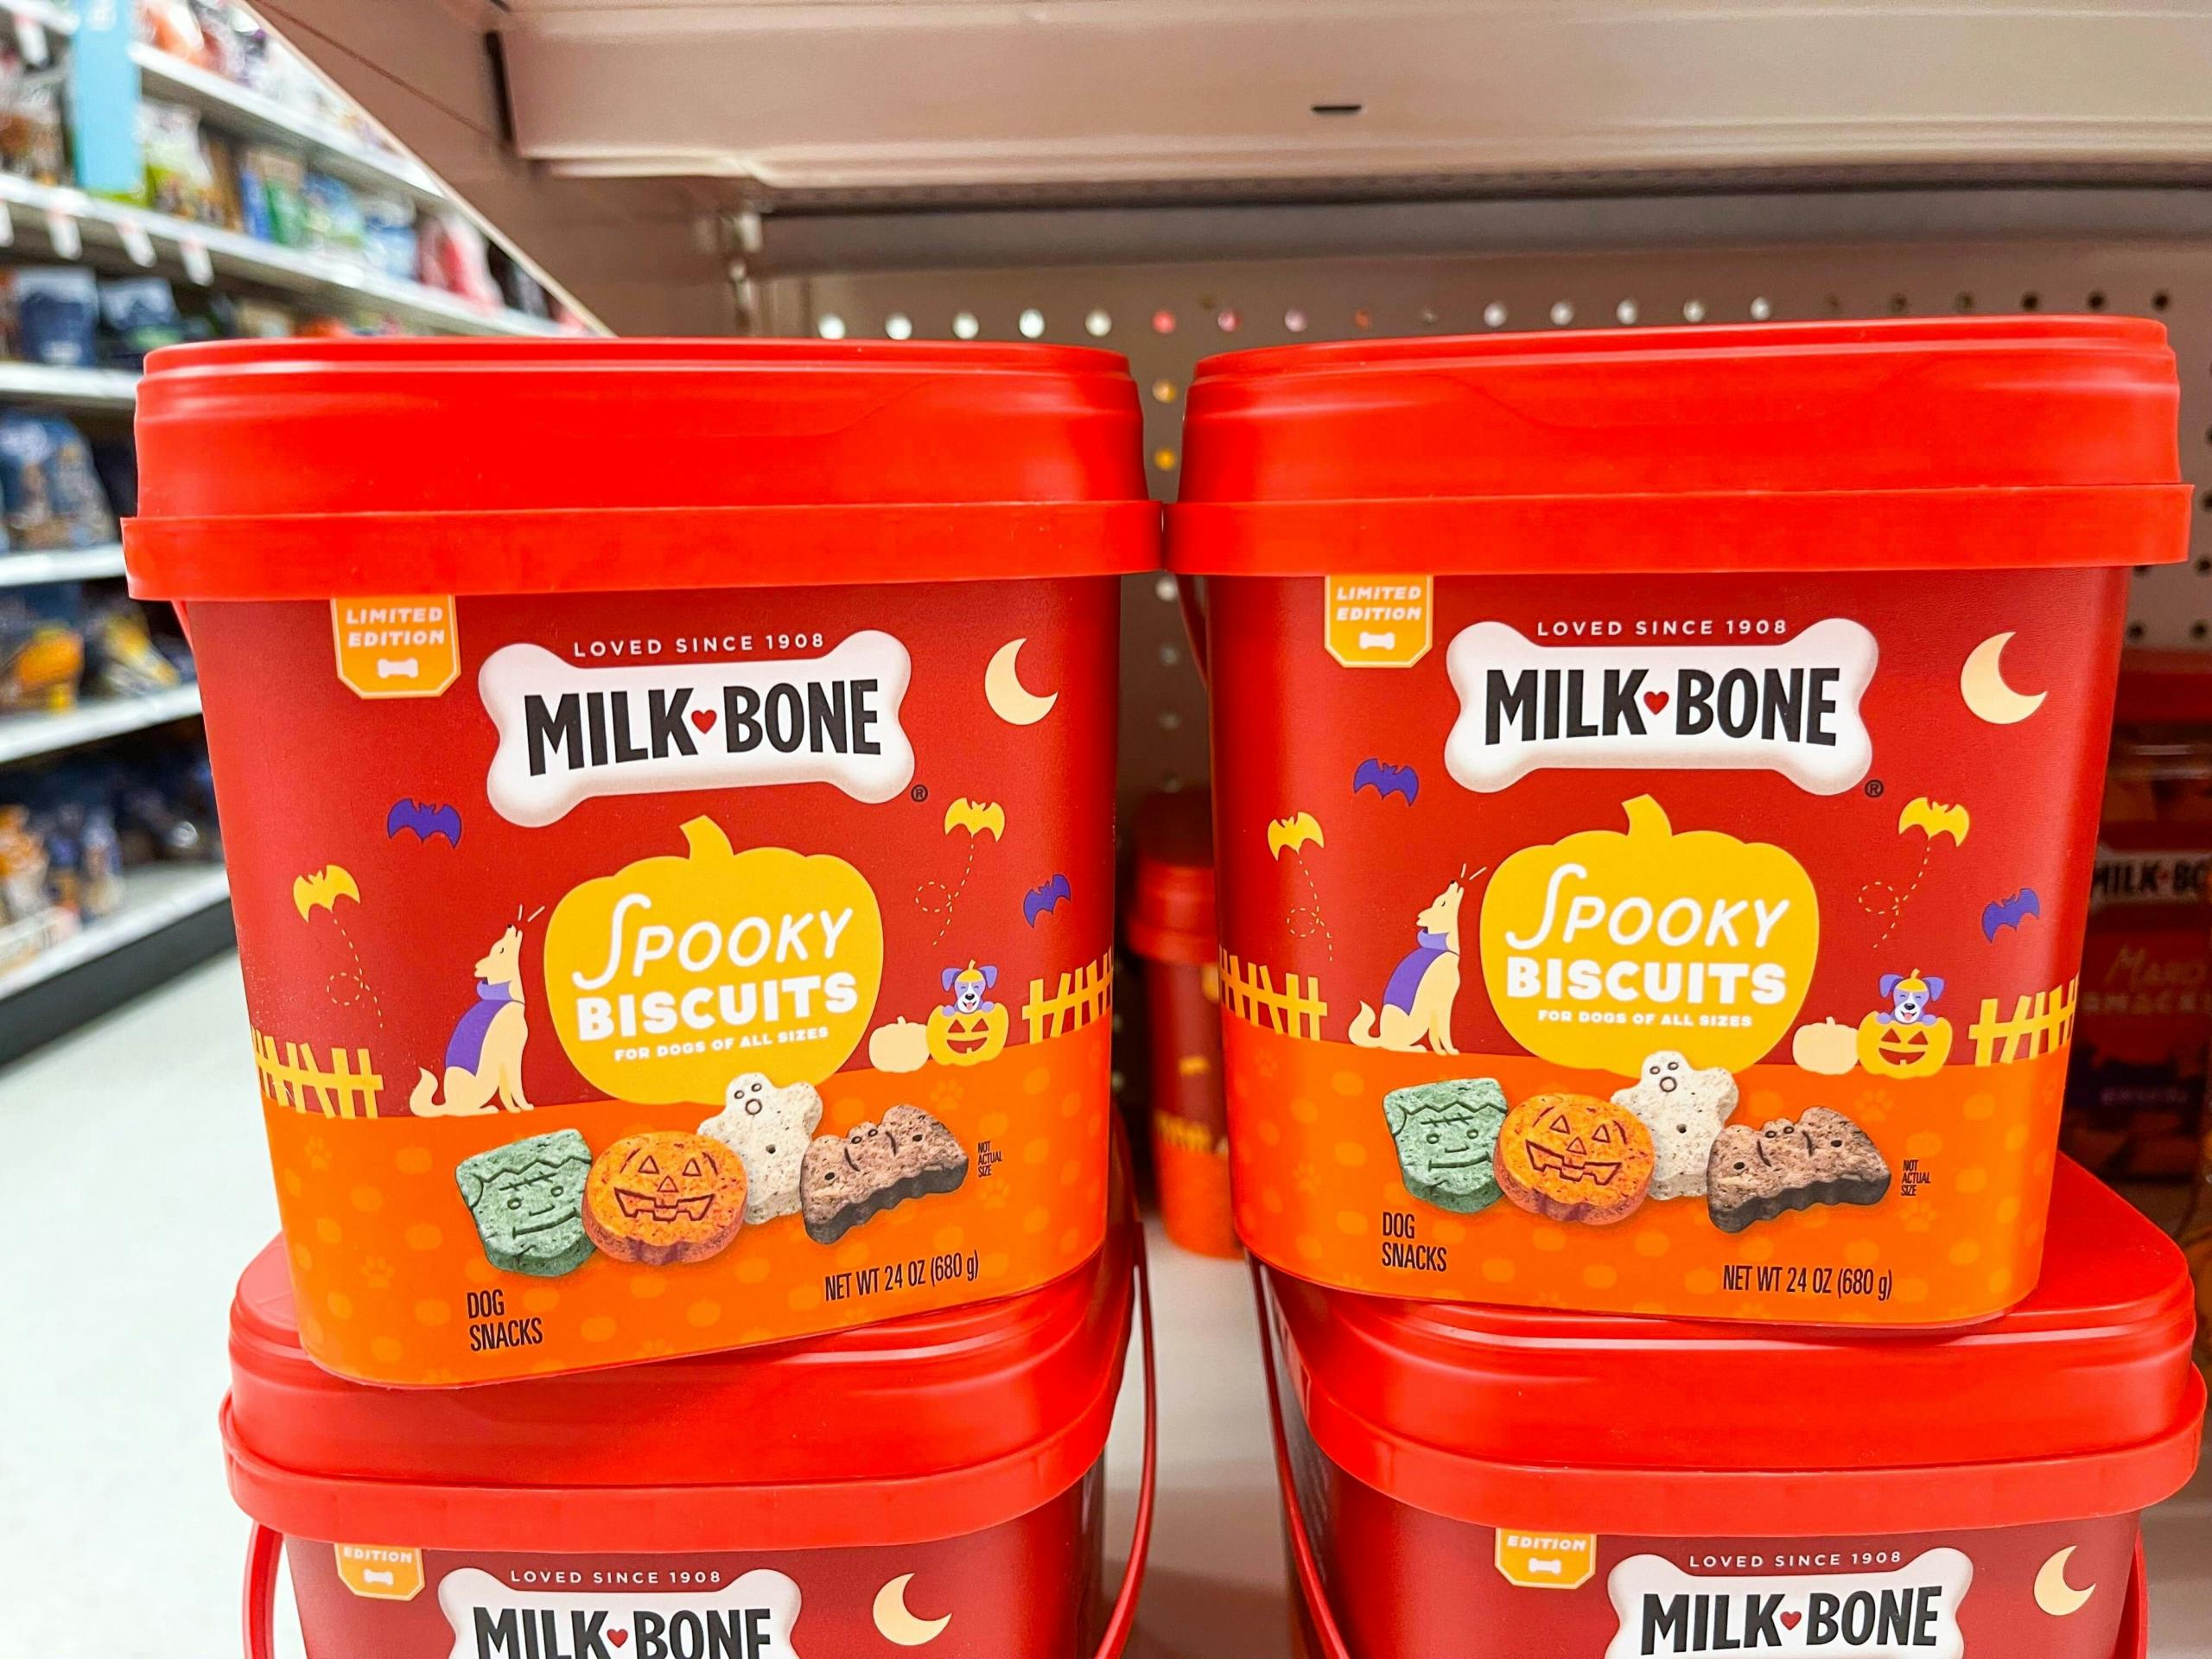 LIMITED
EDITION
LOVED SINCE 1908
MILK BONE
®
SPOOKY
BISCUITS
FOR DOGS OF ALL SIZES
NOT
ACTUAL
SIZE
DOG
SNACKS
NET WT 24 OZ (680 g)
LIMITED
EDITION
LOVED SINCE 1908
MILK BONE
®
SPOOKY
BISCUITS
FOR DOGS OF ALL SIZES
NOT
ACTUAL
SIZE
DOG
SNACKS
NET WT 24 OZ (680 g)
MILK BO
EDITION
LOVED SINCE 1908
MILK BONE
EDITION
LOVED SINCE 1908
MILK BONE